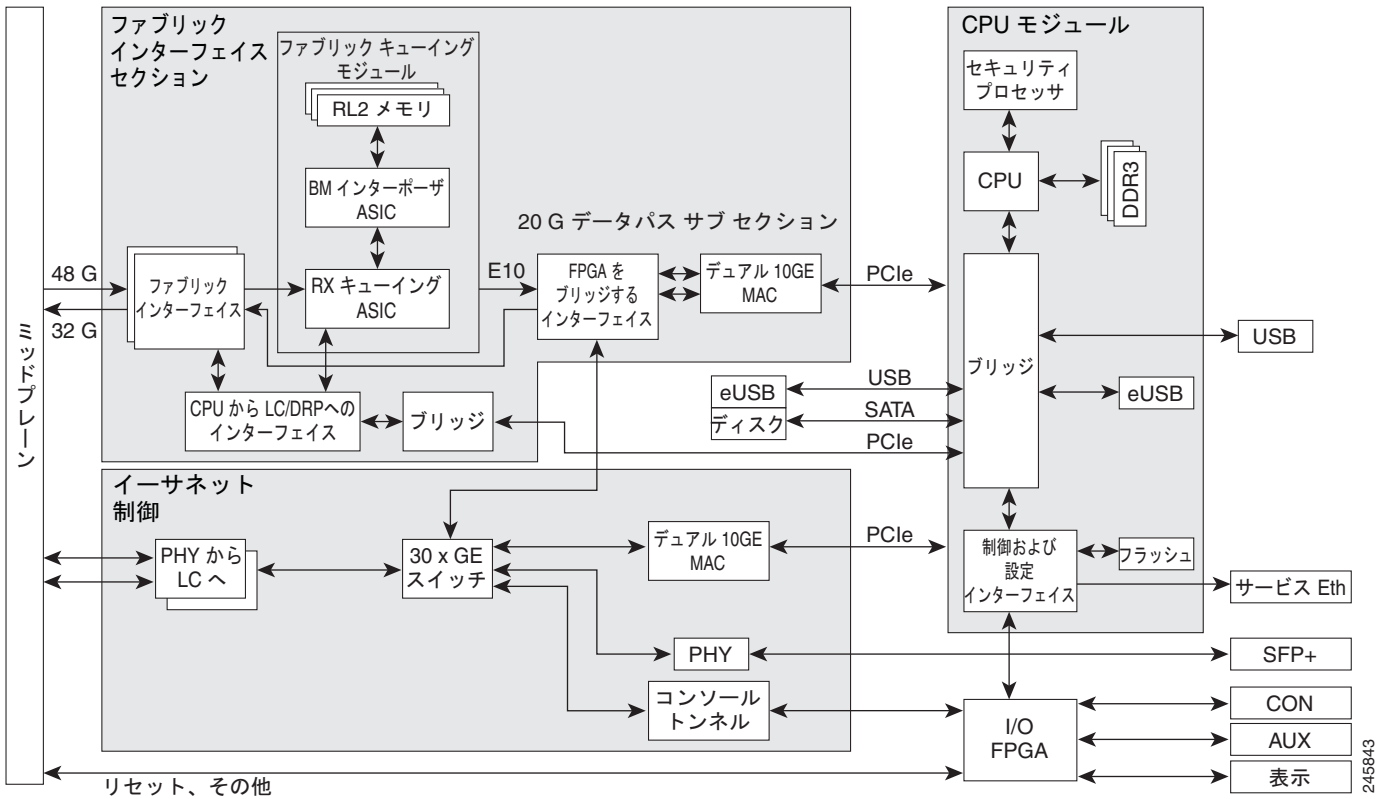 ファブリック
インターフェイス
セクション
ファブリック キューイング
モジュール
RL2 メモリ
BM インターポーザ
ASIC
20 G データパス サブ セクション
48 G
32 G
ファブリック
インターフェイス
RX キューイング
ASIC
E10
FPGA を
ブリッジする
インターフェイス
デュアル 10GE
MAC
PCIe
CPU から LC/DRPへの
インターフェイス
ブリッジ
eUSB
ディスク
USB
SATA
PCIe
ミッドプレーン
CPU モジュール
セキュリティ
プロセッサ
CPU
DDR3
ブリッジ
USB
eUSB
制御および
設定
インターフェイス
フラッシュ
サービス Eth
イーサネット
制御
PHY から
LC へ
30 x GE
スイッチ
デュアル 10GE
MAC
PCIe
PHY
SFP+
コンソール
トンネル
I/O
FPGA
CON
AUX
表示
リセット、その他
245843